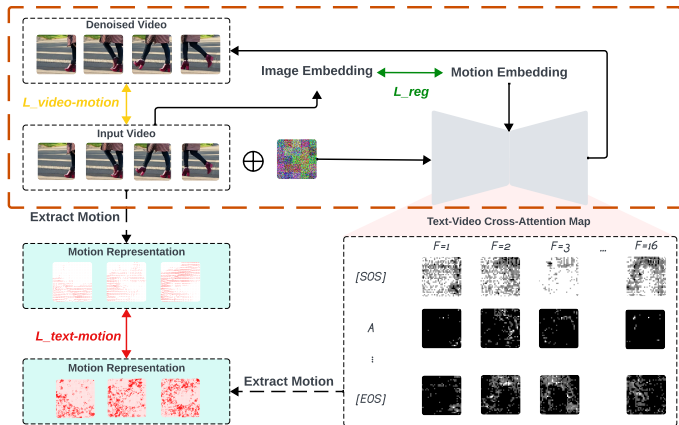 Denoised Video
Image Embedding
Motion Embedding
L_video-motion
L_reg
Input Video
Extract Motion
Text-Video Cross-Attention Map
Motion Representation
F=1 F=2 F=3 ... F=16
[SOS]
L_text-motion
A
⋮
Motion Representation
Extract Motion
[EOS]